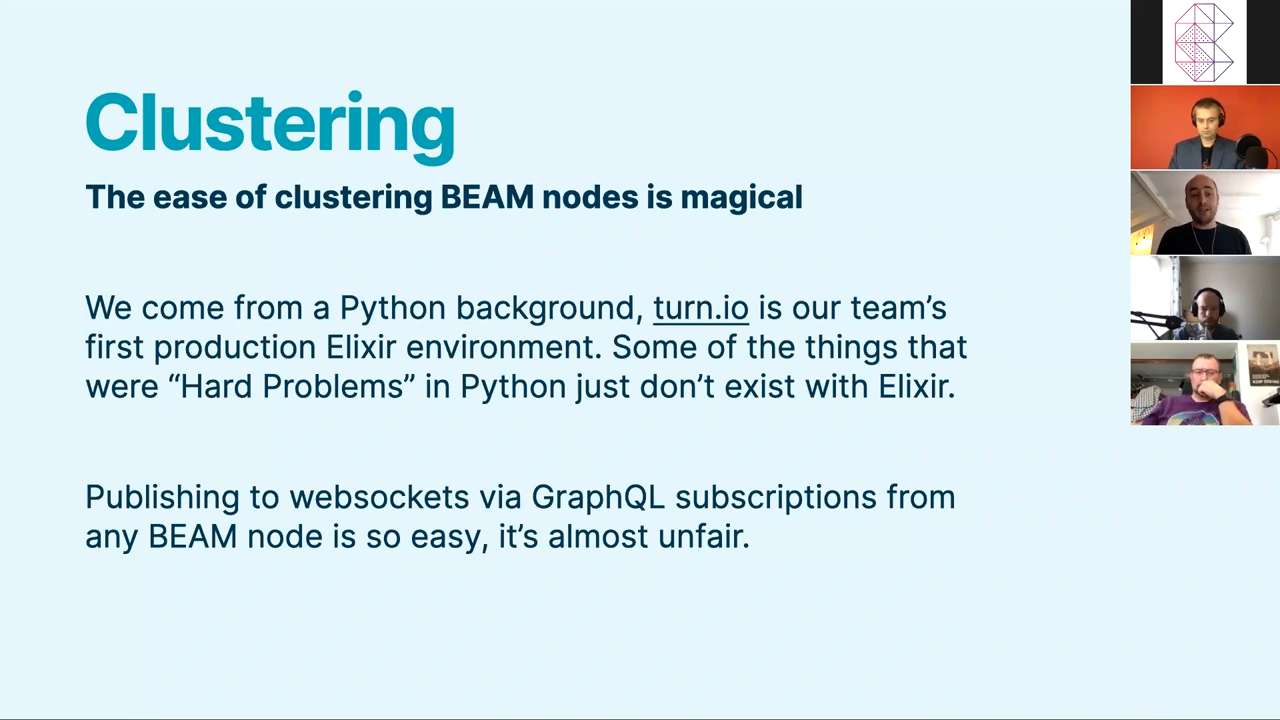 Clustering
The ease of clustering BEAM nodes is magical
We come from a Python background, turn.io is our team’s
first production Elixir environment. Some of the things that
were “Hard Problems” in Python just don’t exist with Elixir.
Publishing to websockets via GraphQL subscriptions from
any BEAM node is so easy, it’s almost unfair.